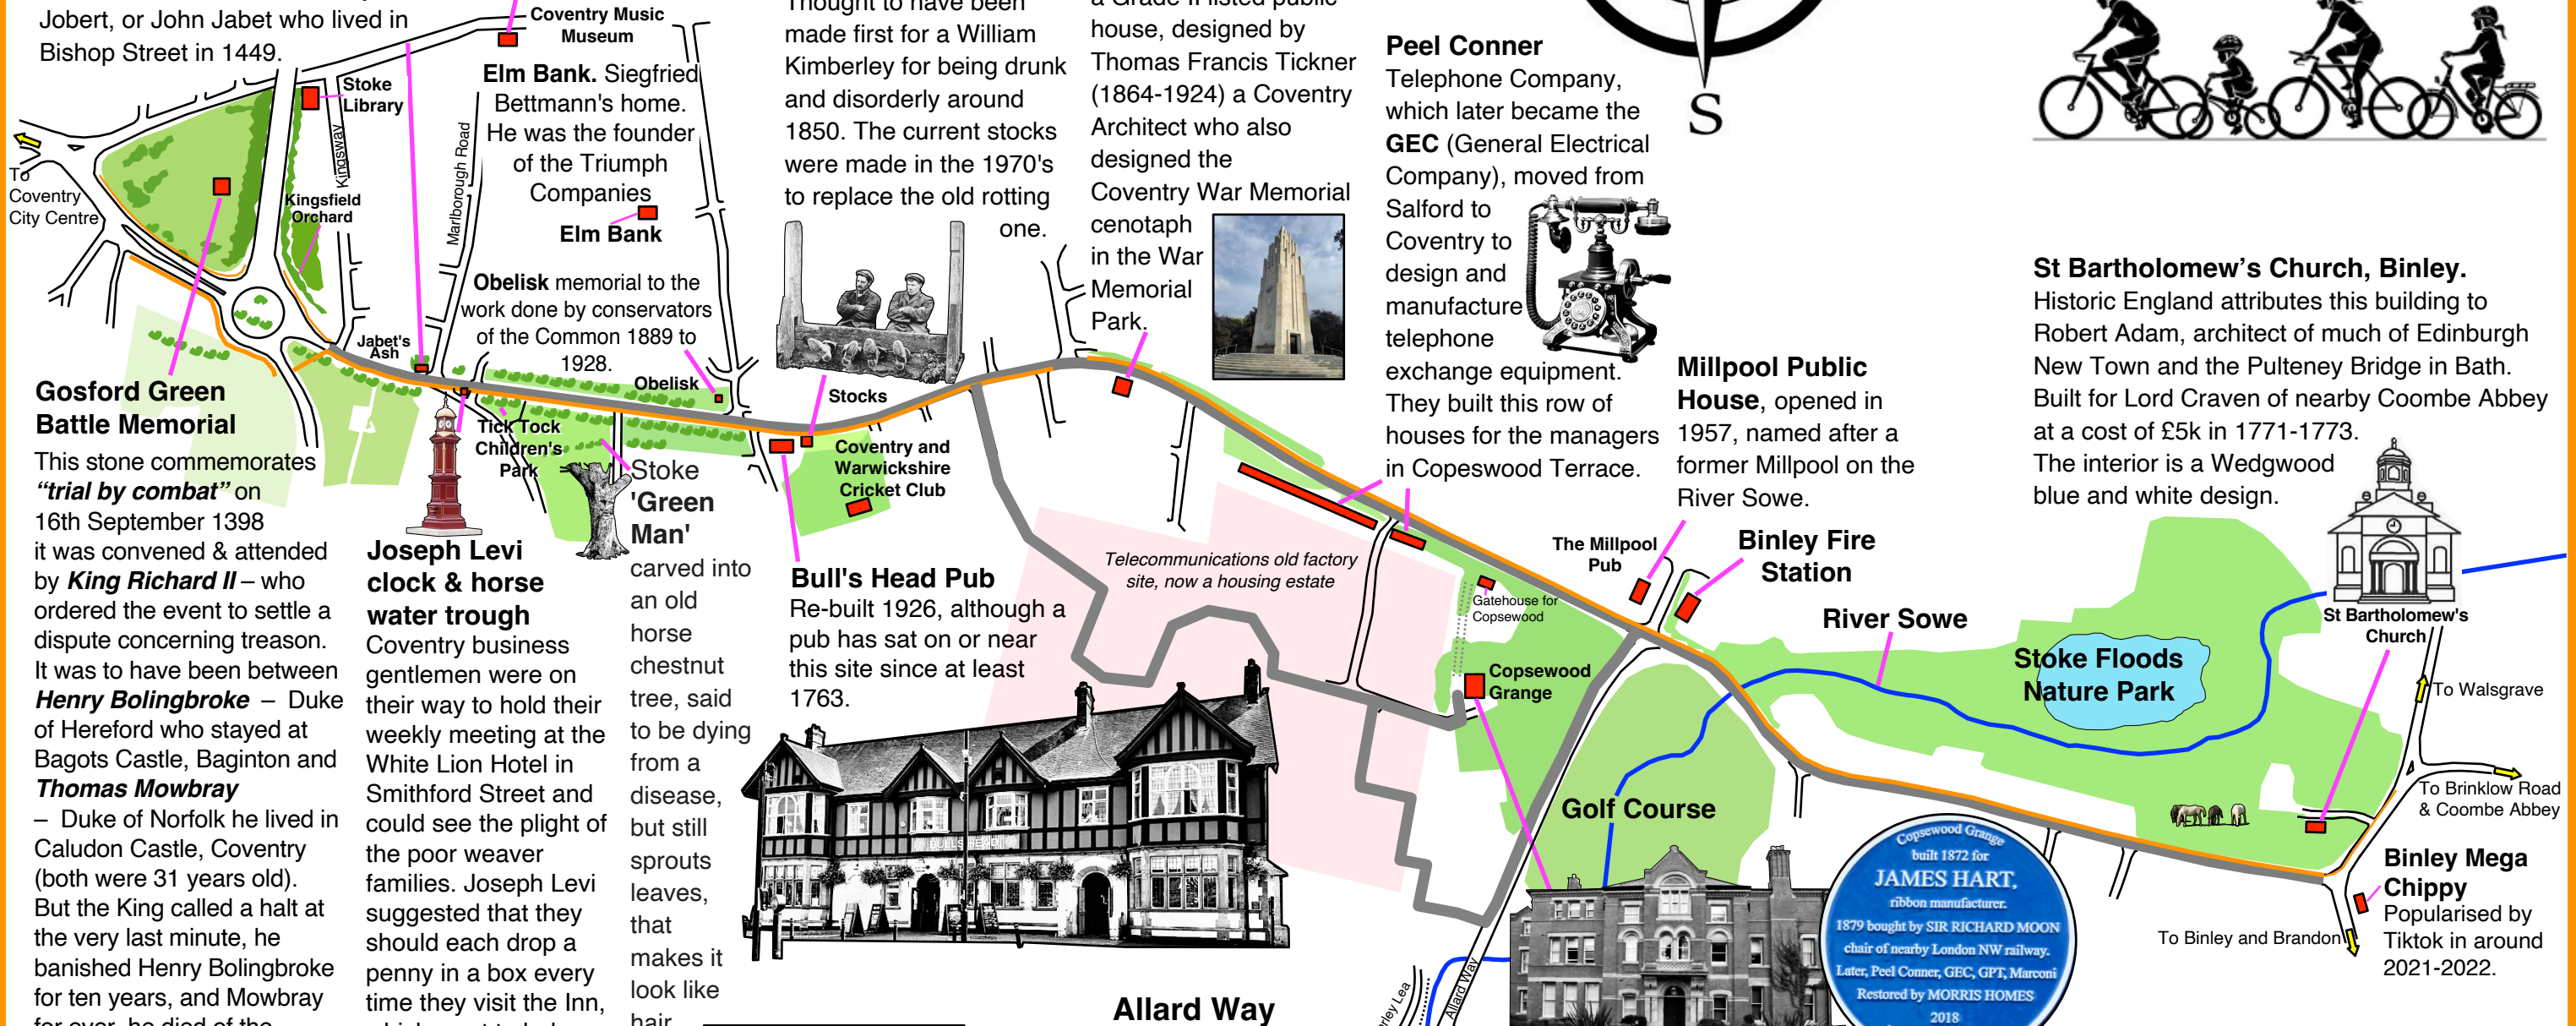 Jobert, or John Jabet who lived in
Bishop Street in 1449.
Coventry Music
Museum
Stoke
Library
Kingsway
Kingsfield
Orchard
To
Coventry
City Centre
Marlborough Road
Elm Bank. Siegfried
Bettmann's home.
He was the founder
of the Triumph
Companies
Elm Bank
Obelisk memorial to the
work done by conservators
of the Common 1889 to
1928.
Obelisk
Jabet's
Ash
Tick Tock
Children's
Park
Thought to have been
made first for a William
Kimberley for being drunk
and disorderly around
1850. The current stocks
were made in the 1970's
to replace the old rotting
one.
Stocks
Coventry and
Warwickshire
Cricket Club
a Grade II listed public
house, designed by
Thomas Francis Tickner
(1864-1924) a Coventry
Architect who also
designed the
Coventry War Memorial
cenotaph
in the War
Memorial
Park.
Peel Conner
Telephone Company,
which later became the
GEC (General Electrical
Company), moved from
Salford to
Coventry to
design and
manufacture
telephone
exchange equipment.
They built this row of
houses for the managers
in Copeswood Terrace.
S
Millpool Public
House, opened in
1957, named after a
former Millpool on the
River Sowe.
St Bartholomew's Church, Binley.
Historic England attributes this building to
Robert Adam, architect of much of Edinburgh
New Town and the Pulteney Bridge in Bath.
Built for Lord Craven of nearby Coombe Abbey
at a cost of £5k in 1771-1773.
The interior is a Wedgwood
blue and white design.
Gosford Green
Battle Memorial
This stone commemorates
“trial by combat” on
16th September 1398
it was convened & attended
by King Richard II – who
ordered the event to settle a
dispute concerning treason.
It was to have been between
Henry Bolingbroke – Duke
of Hereford who stayed at
Bagots Castle, Baginton and
Thomas Mowbray
– Duke of Norfolk he lived in
Caludon Castle, Coventry
(both were 31 years old).
But the King called a halt at
the very last minute, he
banished Henry Bolingbroke
for ten years, and Mowbray
for ever, he died of the
Joseph Levi
clock & horse
water trough
Coventry business
gentlemen were on
their way to hold their
weekly meeting at the
White Lion Hotel in
Smithford Street and
could see the plight of
the poor weaver
families. Joseph Levi
suggested that they
should each drop a
penny in a box every
time they visit the Inn,
Stoke
'Green
Man'
carved into
an old
horse
chestnut
tree, said
to be dying
from a
disease,
but still
sprouts
leaves,
that
makes it
look like
hair
Bull's Head Pub
Re-built 1926, although a
pub has sat on or near
this site since at least
1763.
BULLS HEAD
Telecommunications old factory
site, now a housing estate
Gatehouse for
Copsewood
Copsewood
Grange
The Millpool
Pub
Binley Fire
Station
River Sowe
Stoke Floods
Nature Park
St Bartholomew's
Church
To Walsgrave
To Brinklow Road
& Coombe Abbey
Golf Course
Copsewood Grange
built 1872 for
JAMES HART,
ribbon manufacturer.
1879 bought by SIR RICHARD MOON
chair of nearby London NW railway.
Later, Peel Conner, GEC, GPT, Marconi
Restored by MORRIS HOMES
2018
Binley Mega
Chippy
Popularised by
Tiktok in around
2021-2022.
To Binley and Brandon
Allard Way
Allard Way
erley Lea